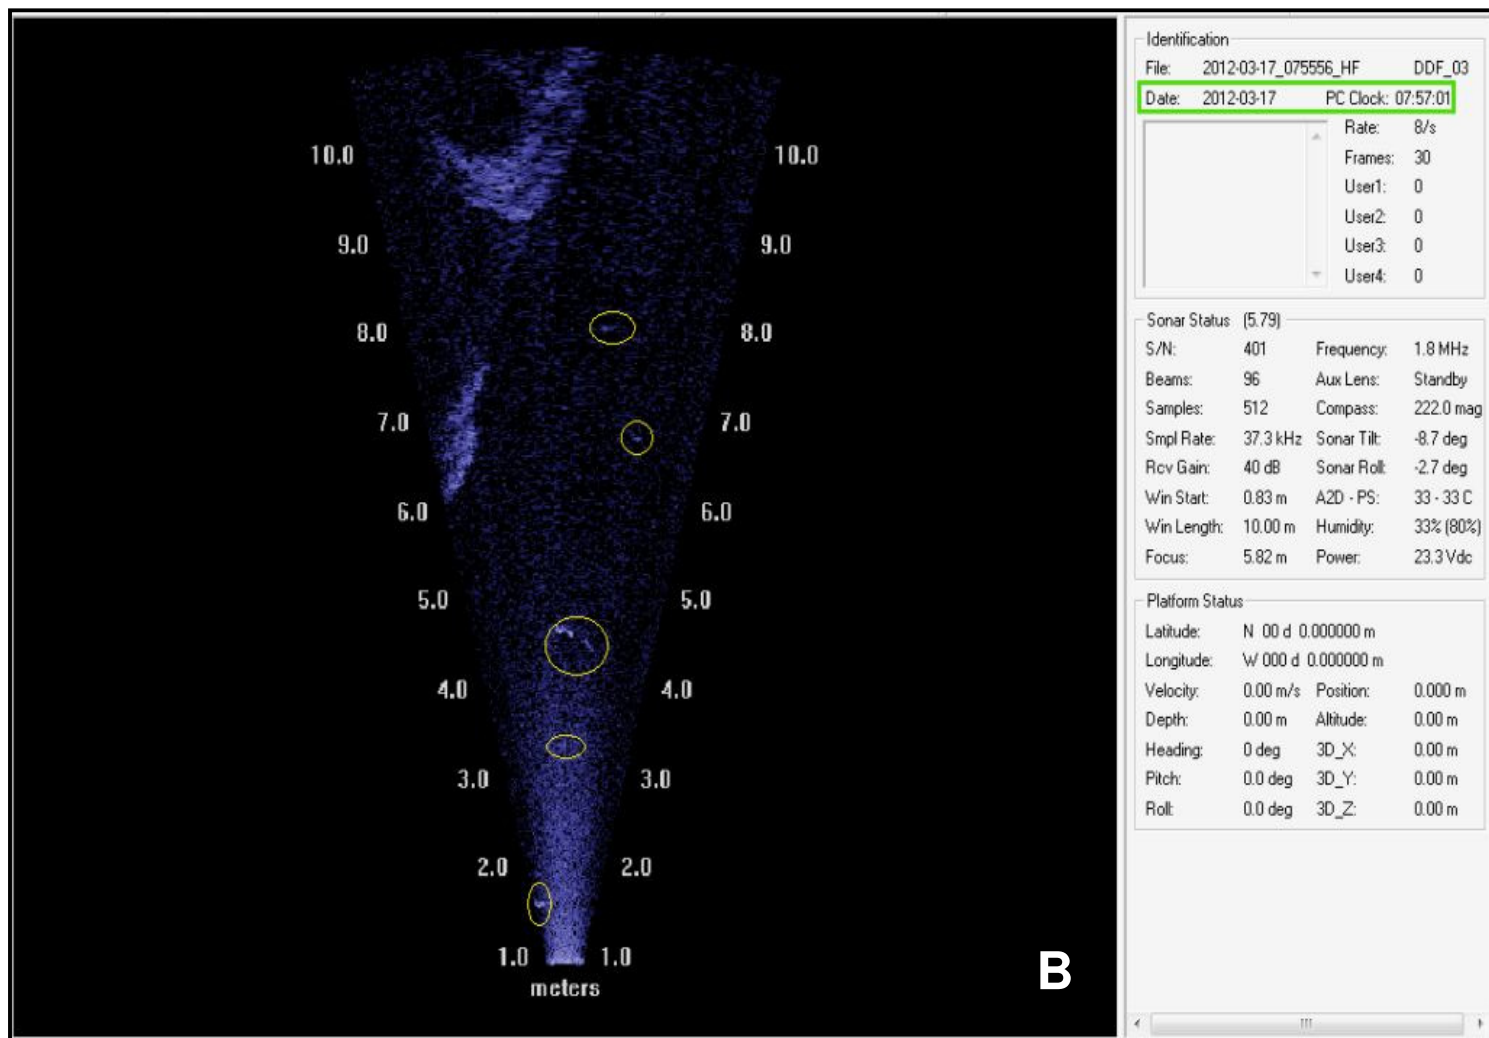 10.0 10.0
9.0 9.0
8.0 8.0
7.0 7.0
6.0 6.0
5.0 5.0
4.0 4.0
3.0 3.0
2.0 2.0
1.0 1.0
meters
B
Identification
File: 2012-03-17_075556_HF DDF_03
Date: 2012-03-17 PC Clock: 07:57:01
Rate: 8/s
Frames: 30
User1: 0
User2: 0
User3: 0
User4: 0
Sonar Status (5.79)
S/N: 401 Frequency: 1.8 MHz
Beams: 96 Aux Lens: Standby
Samples: 512 Compass: 222.0 mag
Smpl Rate: 37.3 kHz Sonar Tilt: -8.7 deg
Rcv Gain: 40 dB Sonar Roll: -2.7 deg
Win Start: 0.83 m A2D - PS: 33 - 33 C
Win Length: 10.00 m Humidity: 33% (80%)
Focus: 5.82 m Power: 23.3 Vdc
Platform Status
Latitude: N 00 d 0.000000 m
Longitude: W 000 d 0.000000 m
Velocity: 0.00 m/s Position: 0.000 m
Depth: 0.00 m Altitude: 0.00 m
Heading: 0 deg 3D_X: 0.00 m
Pitch: 0.0 deg 3D_Y: 0.00 m
Roll: 0.0 deg 3D_Z: 0.00 m